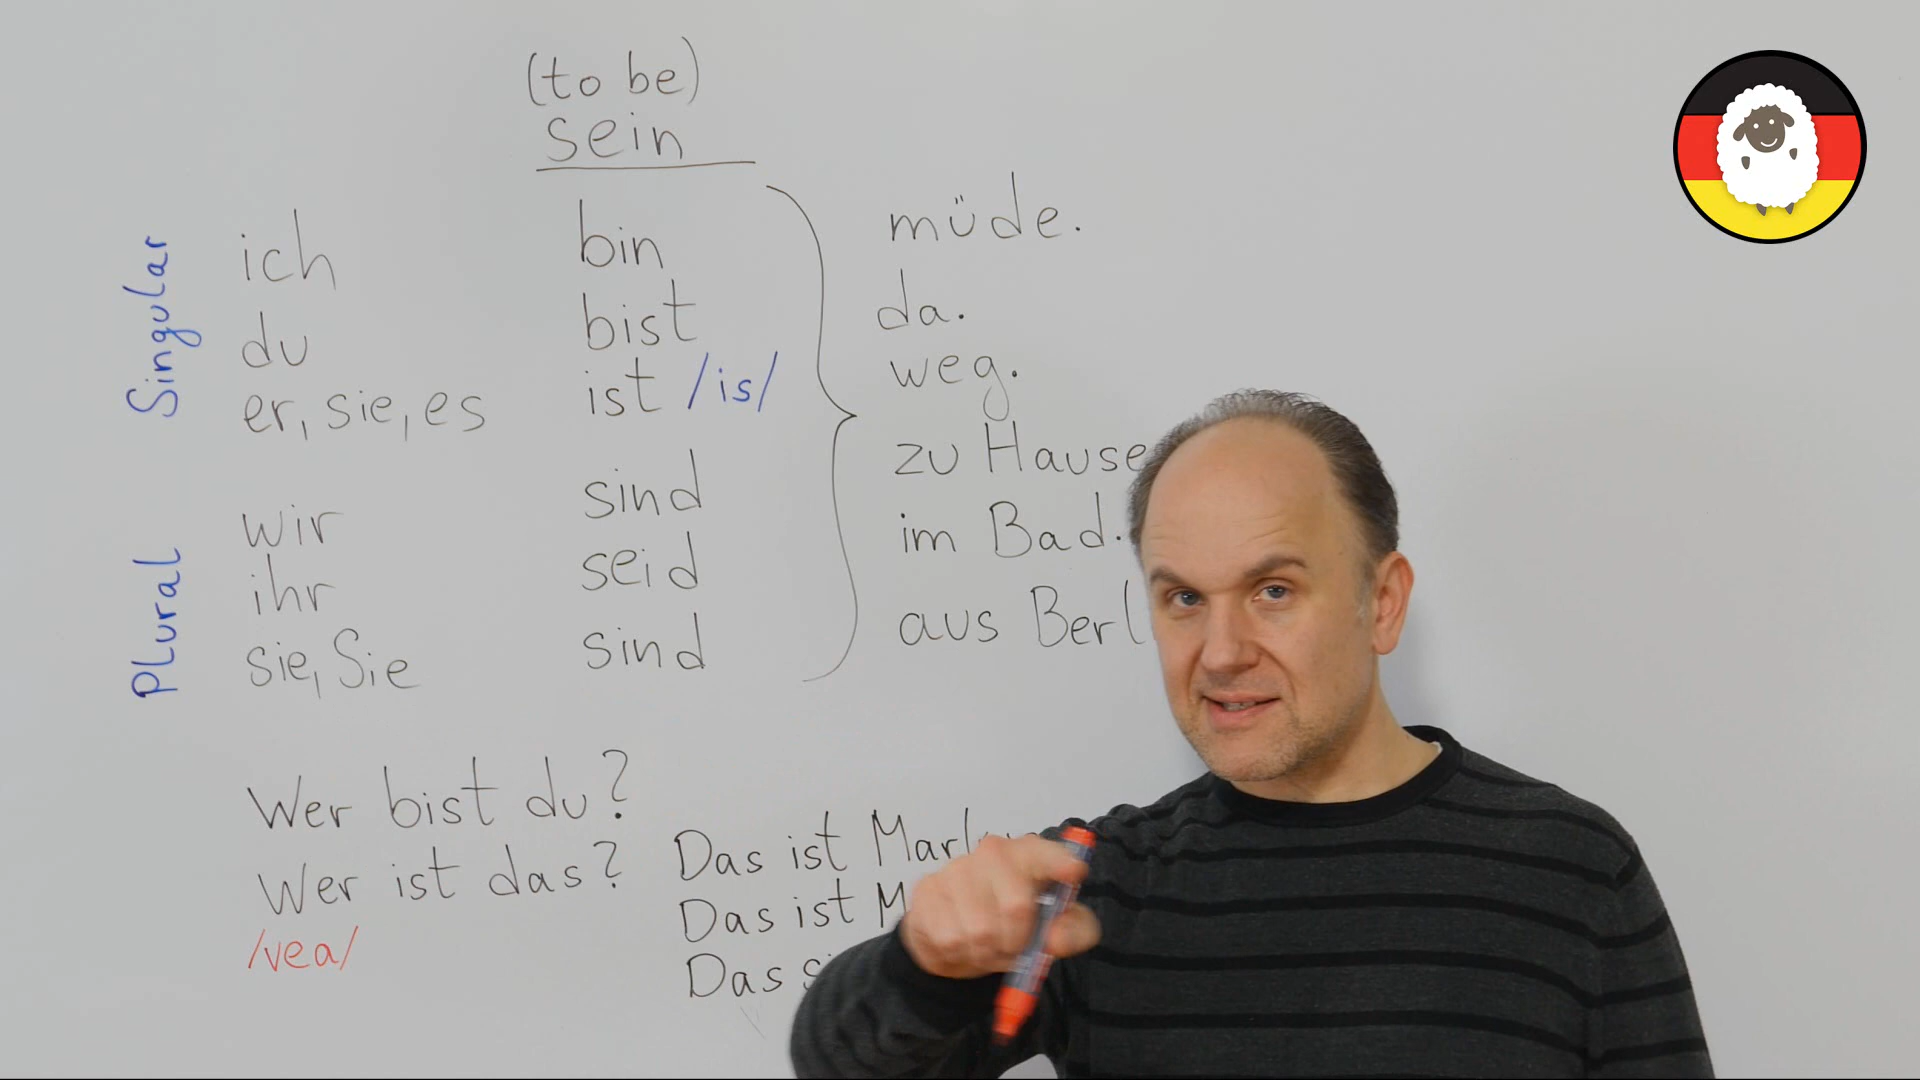 (to be)
sein
Singular
ich bin
du bist
er, sie, es ist /is/
Plural
wir sind
ihr seid
sie, Sie sind
müde.
da.
weg.
zu Hause
im Bad.
aus
Wer bist du?
Wer ist das? Das ist
/vea/ Das ist
Das